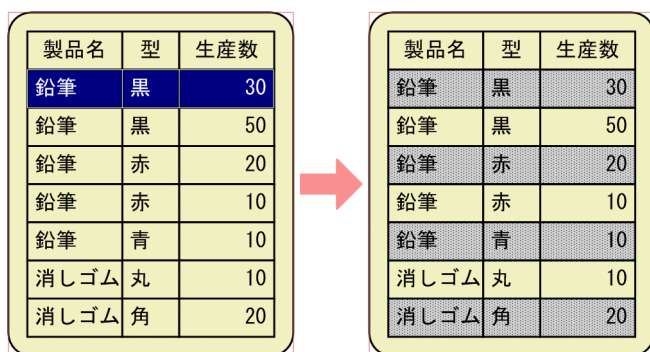 製品名 型 生産数
鉛筆 黒 30
鉛筆 黒 50
鉛筆 赤 20
鉛筆 赤 10
鉛筆 青 10
消しゴム 丸 10
消しゴム 角 20
製品名 型 生産数
鉛筆 黒 30
鉛筆 黒 50
鉛筆 赤 20
鉛筆 赤 10
鉛筆 青 10
消しゴム 丸 10
消しゴム 角 20